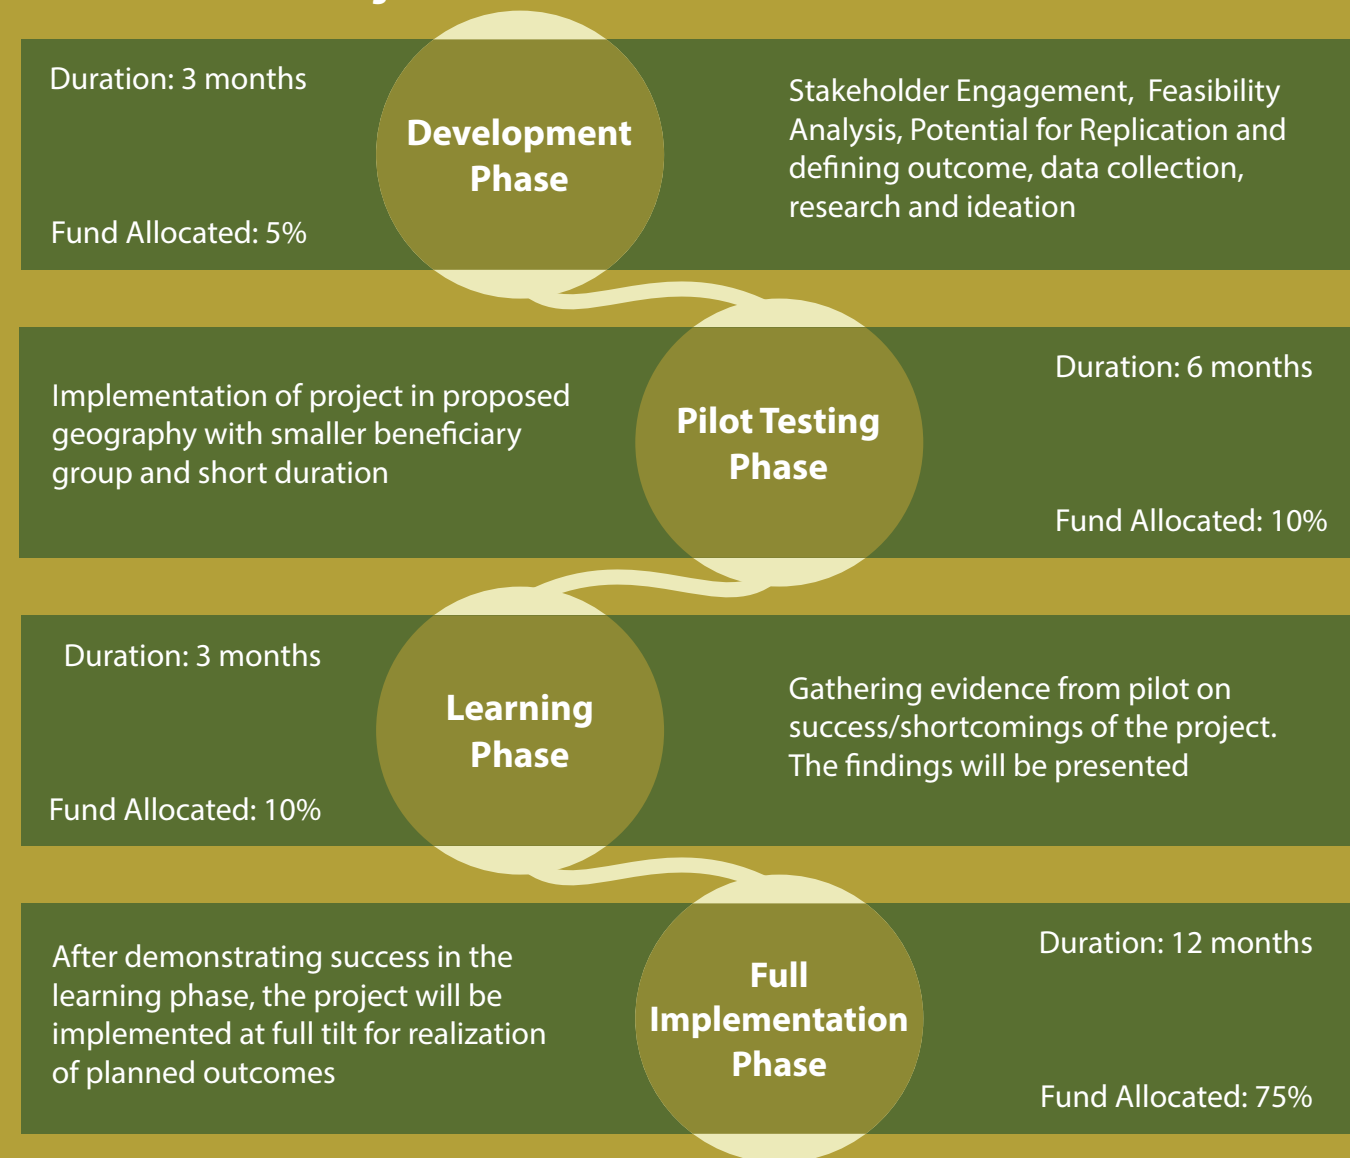 Duration: 3 months
Fund Allocated: 5%
Development
Phase
Stakeholder Engagement,  Feasibility
Analysis, Potential for Replication and
defining outcome, data collection,
research and ideation
Implementation of project in proposed
geography with smaller beneficiary
group and short duration
Pilot Testing
Phase
Duration: 6 months
Fund Allocated: 10%
Duration: 3 months
Fund Allocated: 10%
Learning
Phase
Gathering evidence from pilot on
success/shortcomings of the project.
The findings will be presented
After demonstrating success in the
learning phase, the project will be
implemented at full tilt for realization
of planned outcomes
Full
Implementation
Phase
Duration: 12 months
Fund Allocated: 75%